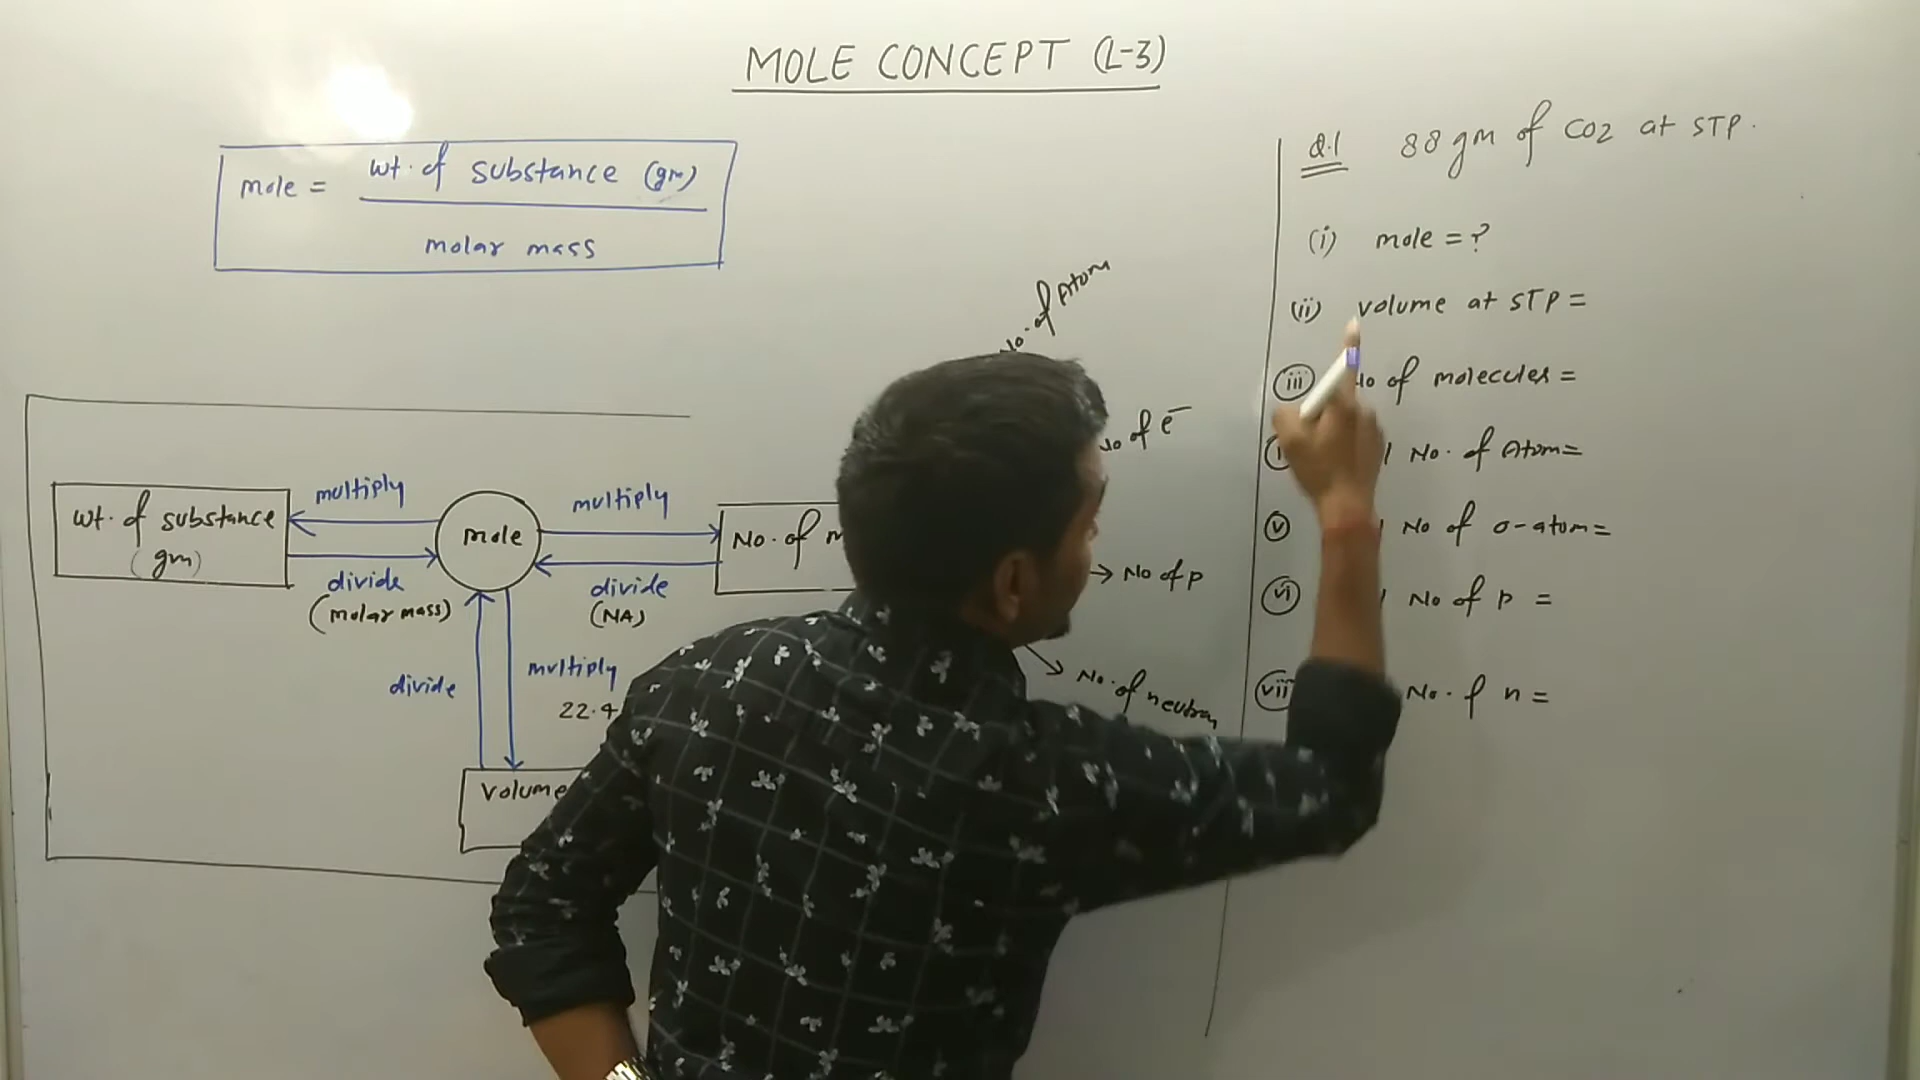 MOLE CONCEPT (L-3)
mole = wt. of substance (gm)
molar mass
No. of Atom
No of e⁻
No of p
No. of neutron
wt. of substance
(gm)
multiply
divide
(molar mass)
mole
multiply
divide
(NA)
No. of
divide
multiply
22.4
Volume
Q.1 88 gm of CO2 at STP.
(i) mole = ?
(ii) volume at STP =
(iii) No of molecules =
No. of Atom=
(v) No of o-atom=
(vi) No of p =
(vii) No. of n =